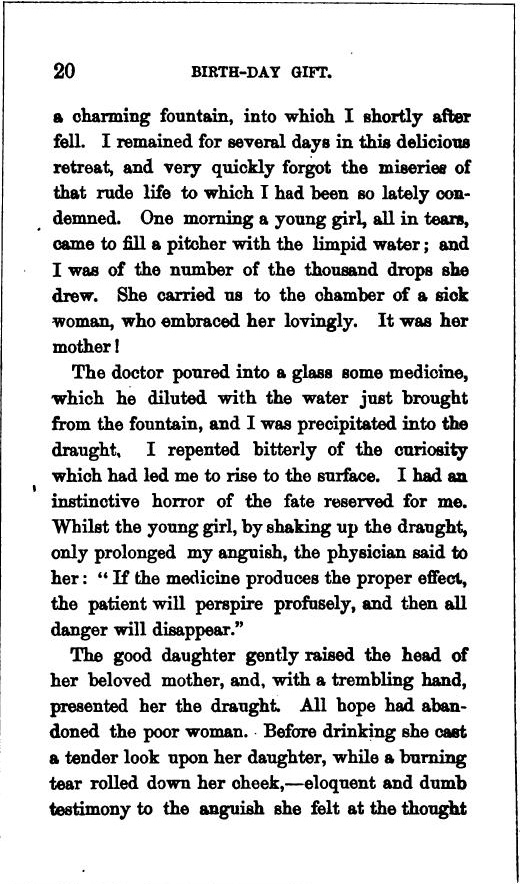 20 BIRTH-DAY GIFT.
a charming fountain, into which I shortly after
fell. I remained for several days in this delicious
retreat, and very quickly forgot the miseries of
that rude life to which I had been so lately con-
demned. One morning a young girl, all in tears,
came to fill a pitcher with the limpid water; and
I was of the number of the thousand drops she
drew. She carried us to the chamber of a sick
woman, who embraced her lovingly. It was her
mother!
The doctor poured into a glass some medicine,
which he diluted with the water just brought
from the fountain, and I was precipitated into the
draught. I repented bitterly of the curiosity
which had led me to rise to the surface. I had an
instinctive horror of the fate reserved for me.
Whilst the young girl, by shaking up the draught,
only prolonged my anguish, the physician said to
her: “ If the medicine produces the proper effect,
the patient will perspire profusely, and then all
danger will disappear.”
The good daughter gently raised the head of
her beloved mother, and, with a trembling hand,
presented her the draught. All hope had aban-
doned the poor woman. Before drinking she cast
a tender look upon her daughter, while a burning
tear rolled down her cheek,—eloquent and dumb
testimony to the anguish she felt at the thought